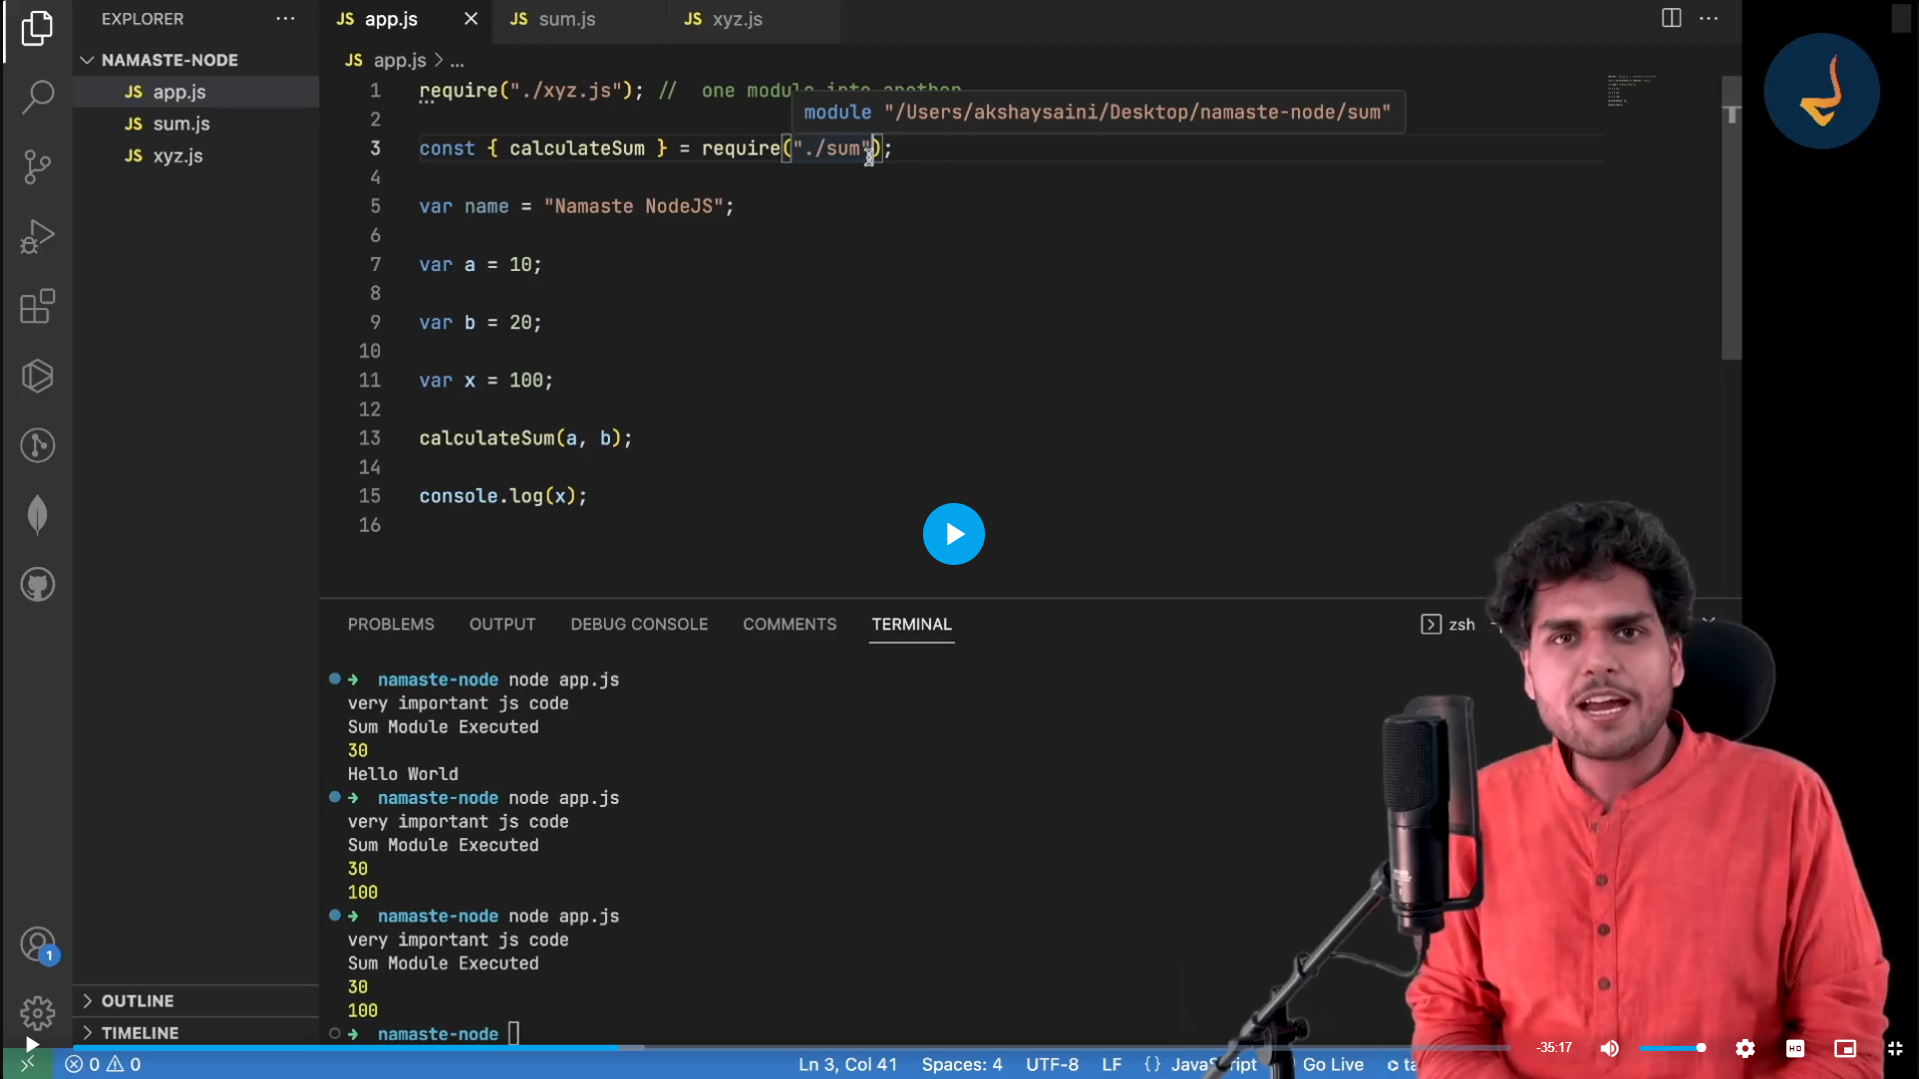 EXPLORER
NAMASTE-NODE
JS app.js
JS sum.js
JS xyz.js
OUTLINE
TIMELINE
JS app.js
JS sum.js
JS xyz.js
JS app.js > ...
1 require("./xyz.js"); // one module into another
module "/Users/akshaysaini/Desktop/namaste-node/sum"
2
3 const { calculateSum } = require("./sum");
4
5 var name = "Namaste NodeJS";
6
7 var a = 10;
8
9 var b = 20;
10
11 var x = 100;
12
13 calculateSum(a, b);
14
15 console.log(x);
16
T
PROBLEMS OUTPUT DEBUG CONSOLE COMMENTS TERMINAL
zsh
namaste-node node app.js
very important js code
Sum Module Executed
30
Hello World
namaste-node node app.js
very important js code
Sum Module Executed
30
100
namaste-node node app.js
very important js code
Sum Module Executed
30
100
namaste-node
1
0 0
Ln 3, Col 41 Spaces: 4 UTF-8 LF {} JavaScript Go Live
-35:17
HD